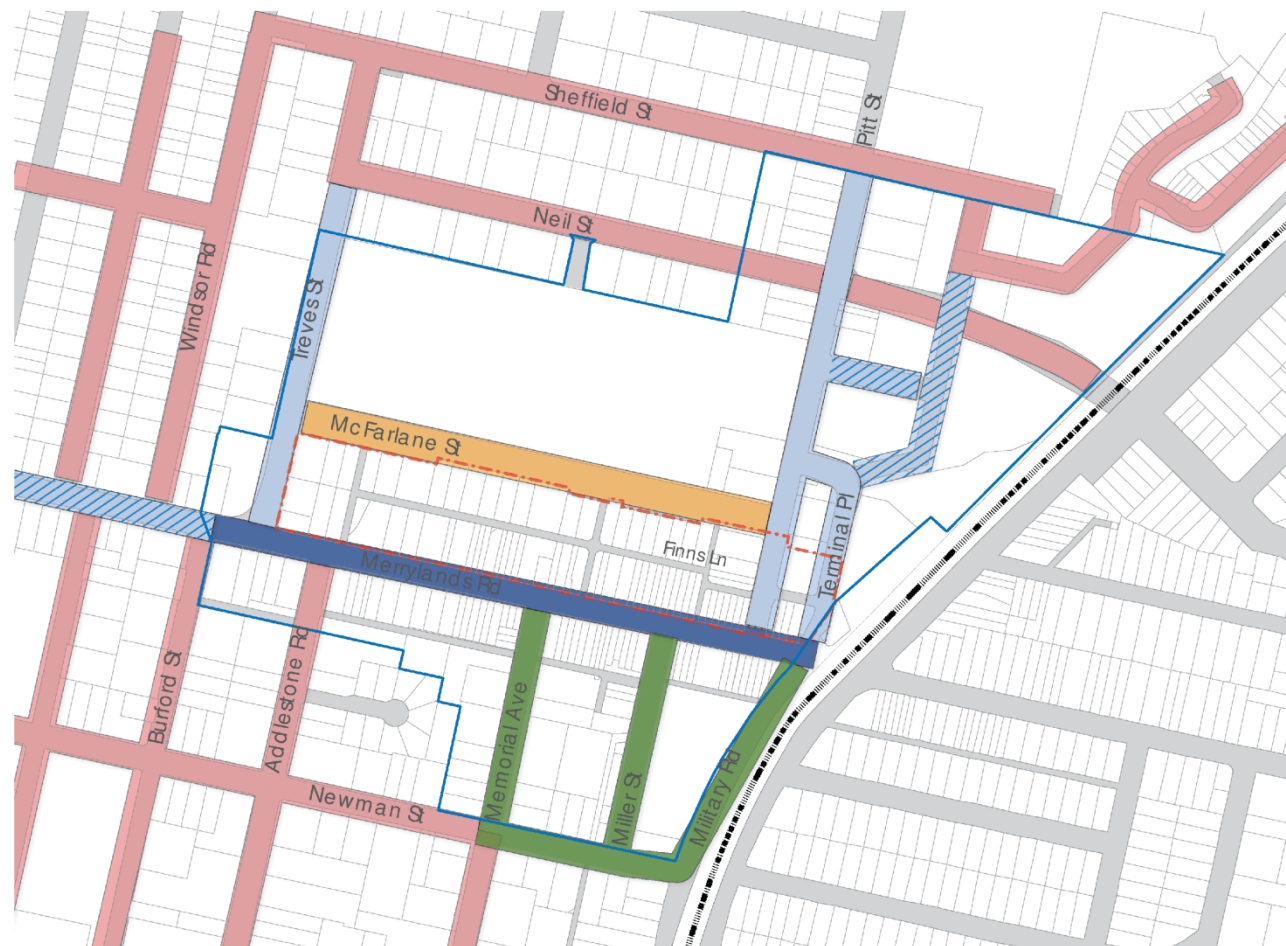 Sheffield St
Pitt St
Neil St
Windsor Rd
Treves St
McFarlane St
Finns Ln
Terminal Pl
Merrylands Rd
Burford St
Addlestone Rd
Memorial Ave
Miller St
Military Rd
Newman St